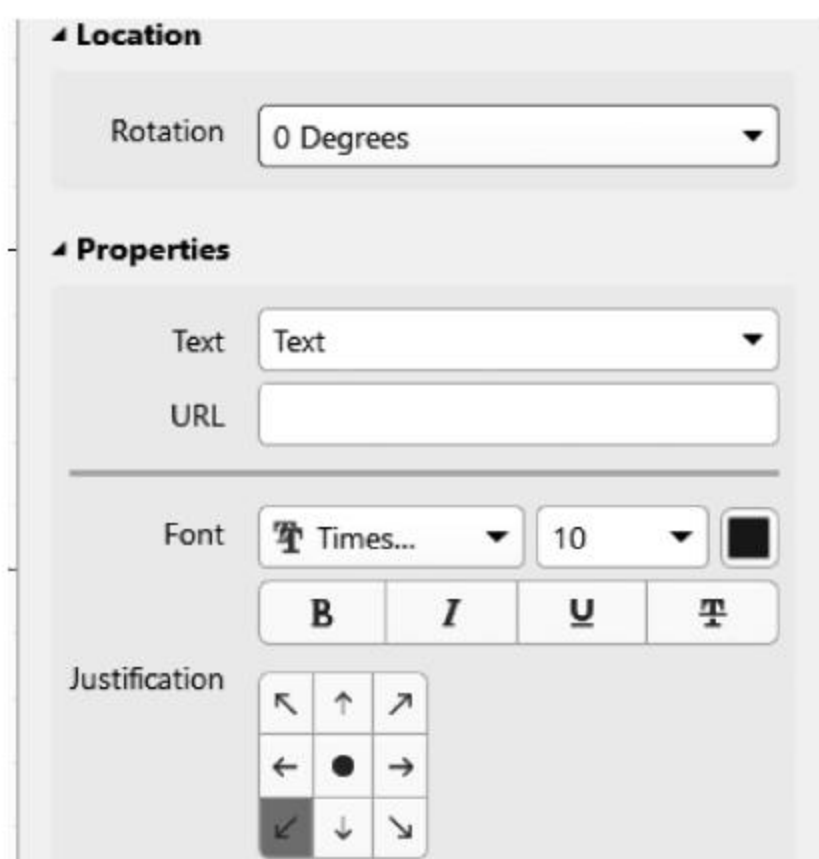 Location
Rotation 0 Degrees
Properties
Text Text
URL
Font Times... 10
B I U T
Justification